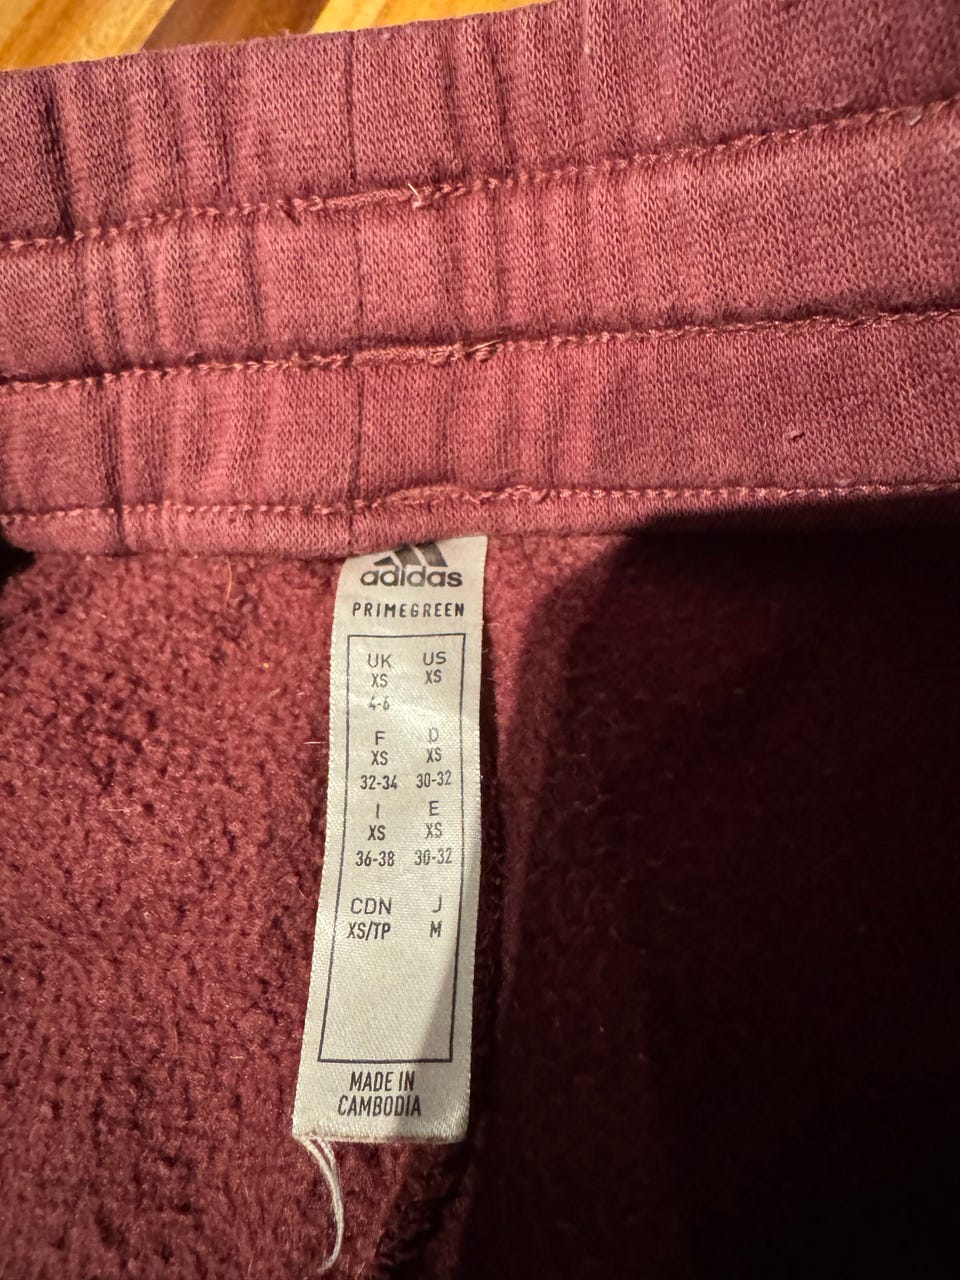 adidas
PRIMEGREEN
UK US
XS XS
4-6
F D
XS XS
32-34 30-32
I E
XS XS
36-38 30-32
CDN J
XS/TP M
MADE IN
CAMBODIA